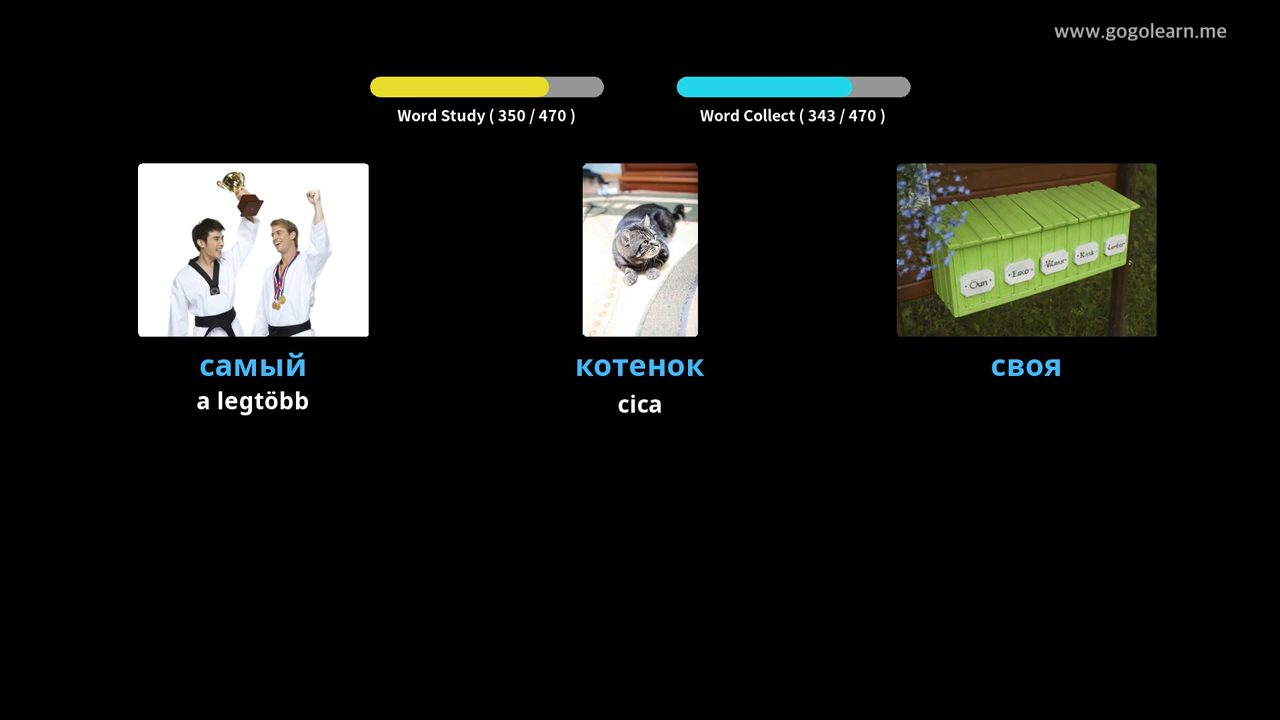 www.gogolearn.me
Word Study ( 350 / 470 )
Word Collect ( 343 / 470 )
самый
a legtöbb
котенок
cica
своя